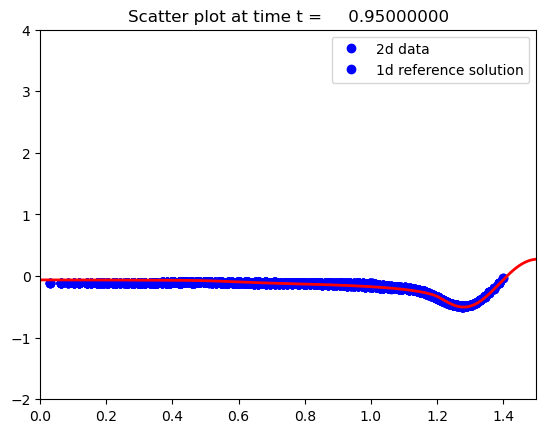 Scatter plot at time t =     0.95000000
2d data
1d reference solution
4
3
2
1
0
−1
−2
0.0 0.2 0.4 0.6 0.8 1.0 1.2 1.4